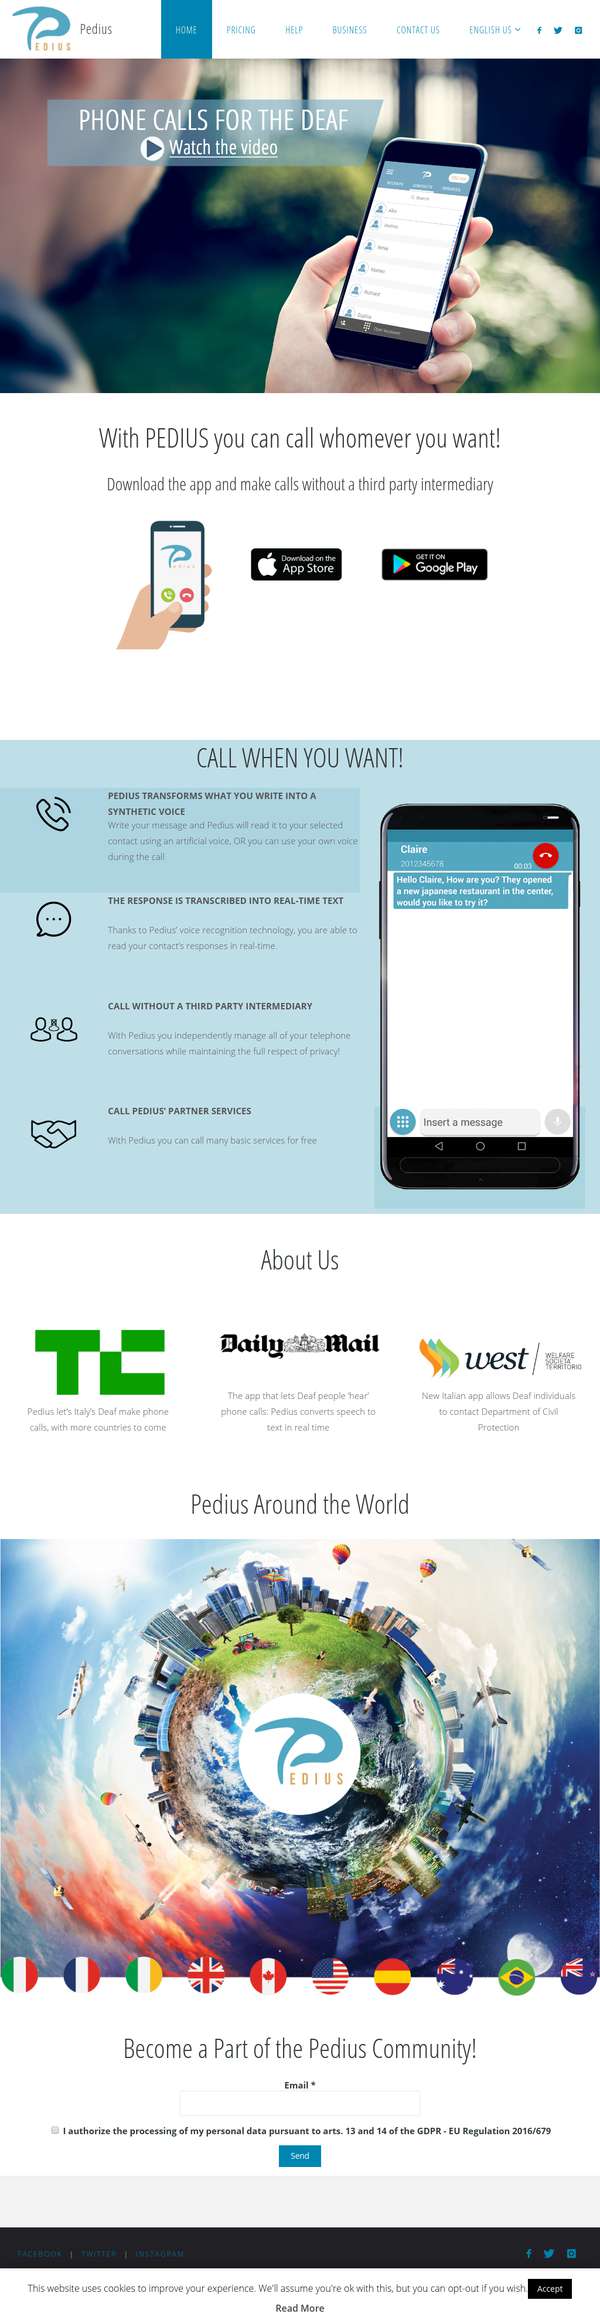 PEDIUS
Pedius
HOME
PRICING
HELP
BUSINESS
CONTACT US
ENGLISH US
PHONE CALLS FOR THE DEAF
Watch the video
CONTACTS
Search
With PEDIUS you can call whomever you want!
Download the app and make calls without a third party intermediary
PEDIUS
Download on the
App Store
GET IT ON
Google Play
CALL WHEN YOU WANT!
PEDIUS TRANSFORMS WHAT YOU WRITE INTO A
SYNTHETIC VOICE
Write your message and Pedius will read it to your selected
contact using an artificial voice, OR you can use your own voice
during the call
THE RESPONSE IS TRANSCRIBED INTO REAL-TIME TEXT
Thanks to Pedius' voice recognition technology, you are able to
read your contact's responses in real-time.
CALL WITHOUT A THIRD PARTY INTERMEDIARY
With Pedius you independently manage all of your telephone
conversations while maintaining the full respect of privacy!
CALL PEDIUS' PARTNER SERVICES
With Pedius you can call many basic services for free
Claire
2012345678
00:03
Hello Claire, How are you? They opened
a new japanese restaurant in the center,
would you like to try it?
Insert a message
About Us
TC
Pedius let's Italy's Deaf make phone
calls, with more countries to come
Daily Mail
The app that lets Deaf people 'hear'
phone calls: Pedius converts speech to
text in real time
west
WELFARE
SOCIETÀ
TERRITORIO
New Italian app allows Deaf individuals
to contact Department of Civil
Protection
Pedius Around the World
PEDIUS
Become a Part of the Pedius Community!
Email *
I authorize the processing of my personal data pursuant to arts. 13 and 14 of the GDPR - EU Regulation 2016/679
Send
FACEBOOK | TWITTER | INSTAGRAM
This website uses cookies to improve your experience. We'll assume you're ok with this, but you can opt-out if you wish.
Accept
Read More